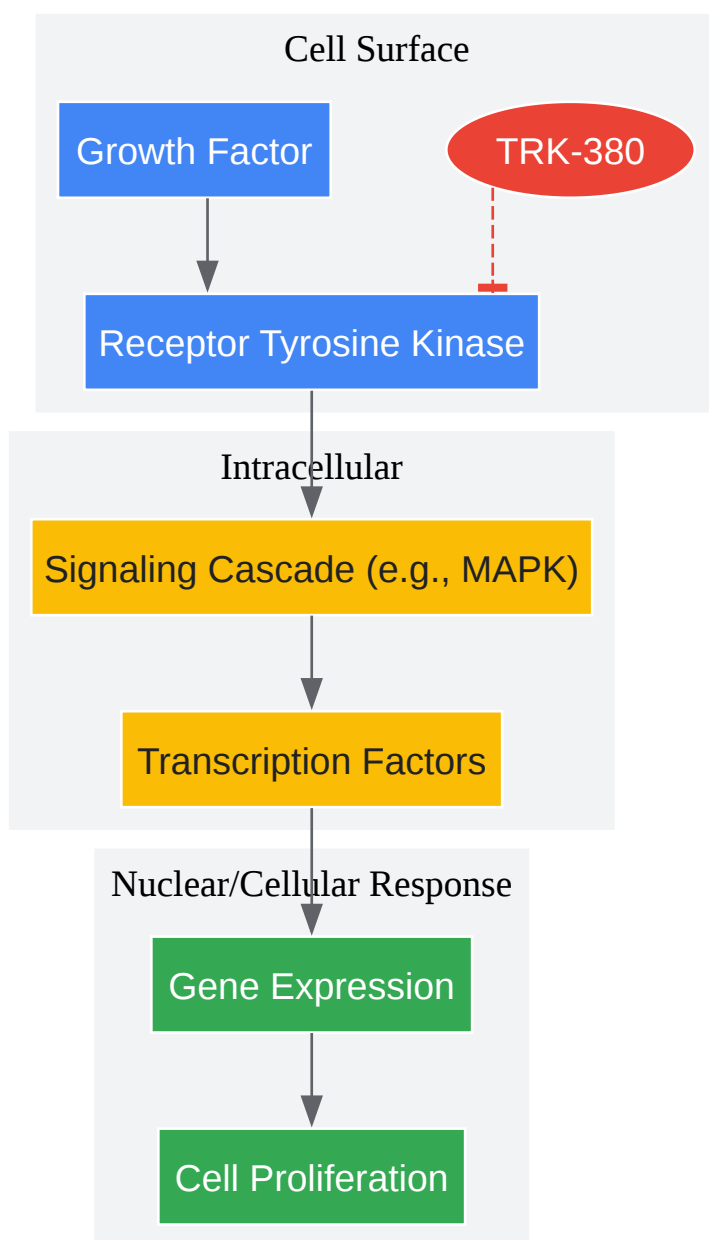 Cell Surface
Growth Factor
TRK-380
Receptor Tyrosine Kinase
Intracellular
Signaling Cascade (e.g., MAPK)
Transcription Factors
Nuclear/Cellular Response
Gene Expression
Cell Proliferation